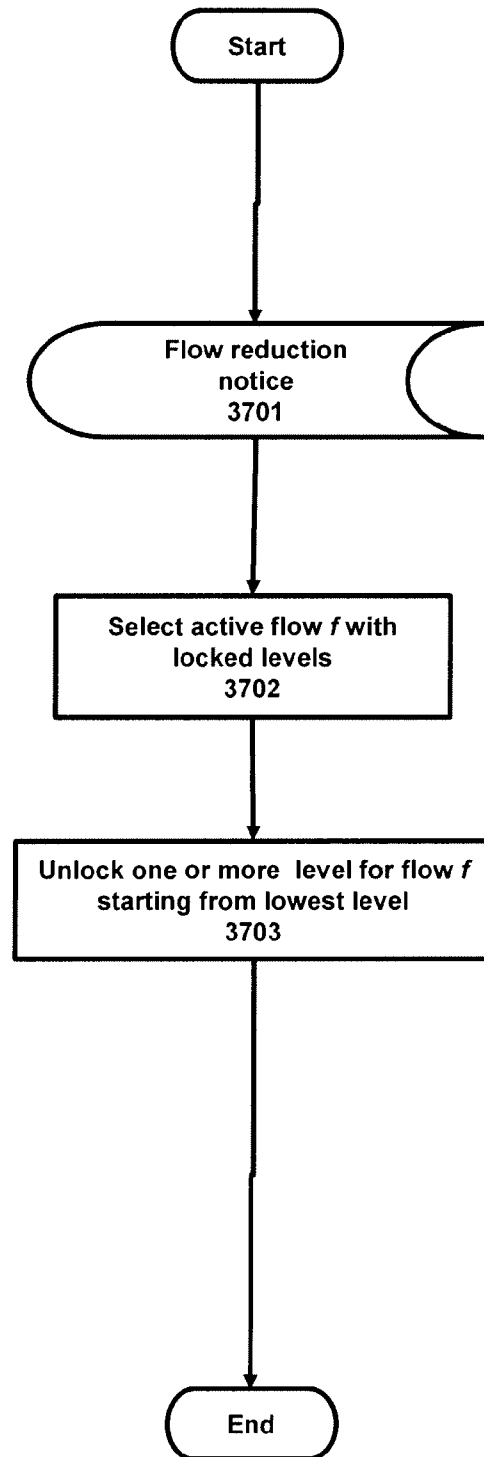 Start
Flow reduction
notice
3701
Select active flow f with
locked levels
3702
Unlock one or more level for flow f
starting from lowest level
3703
End